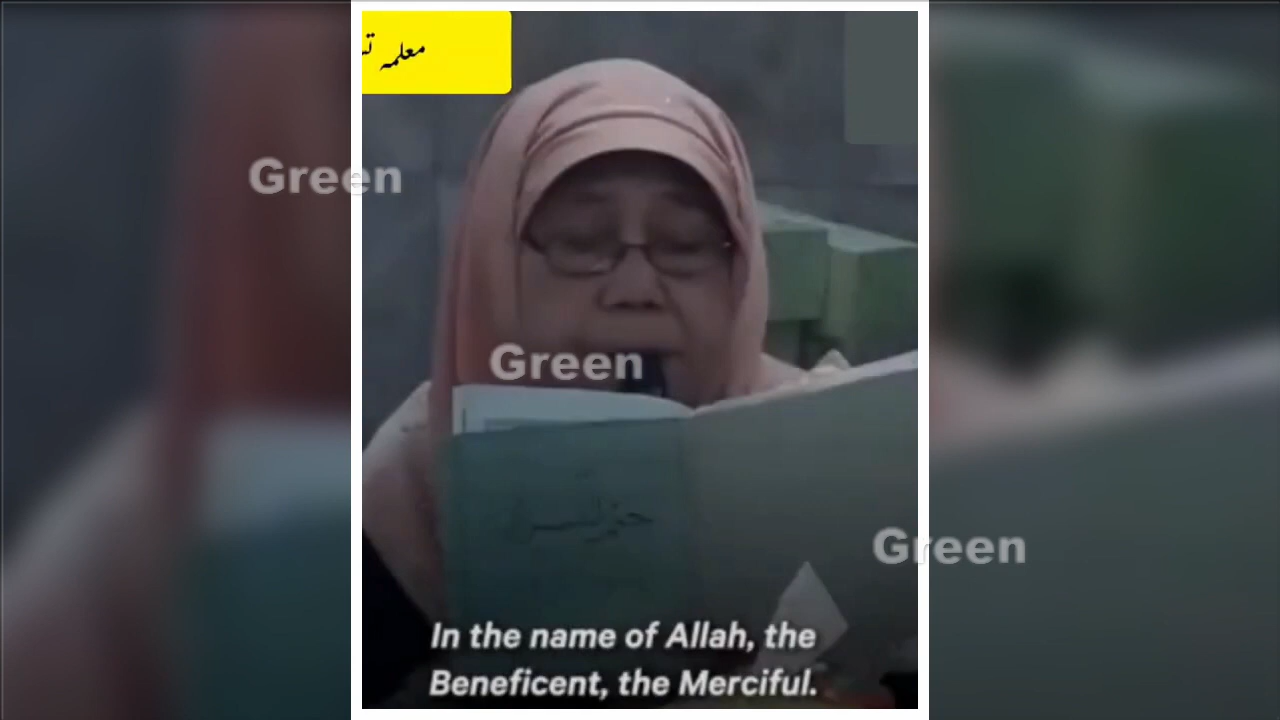 معلمہ
Green
Green
Green
In the name of Allah, the
Beneficent, the Merciful.